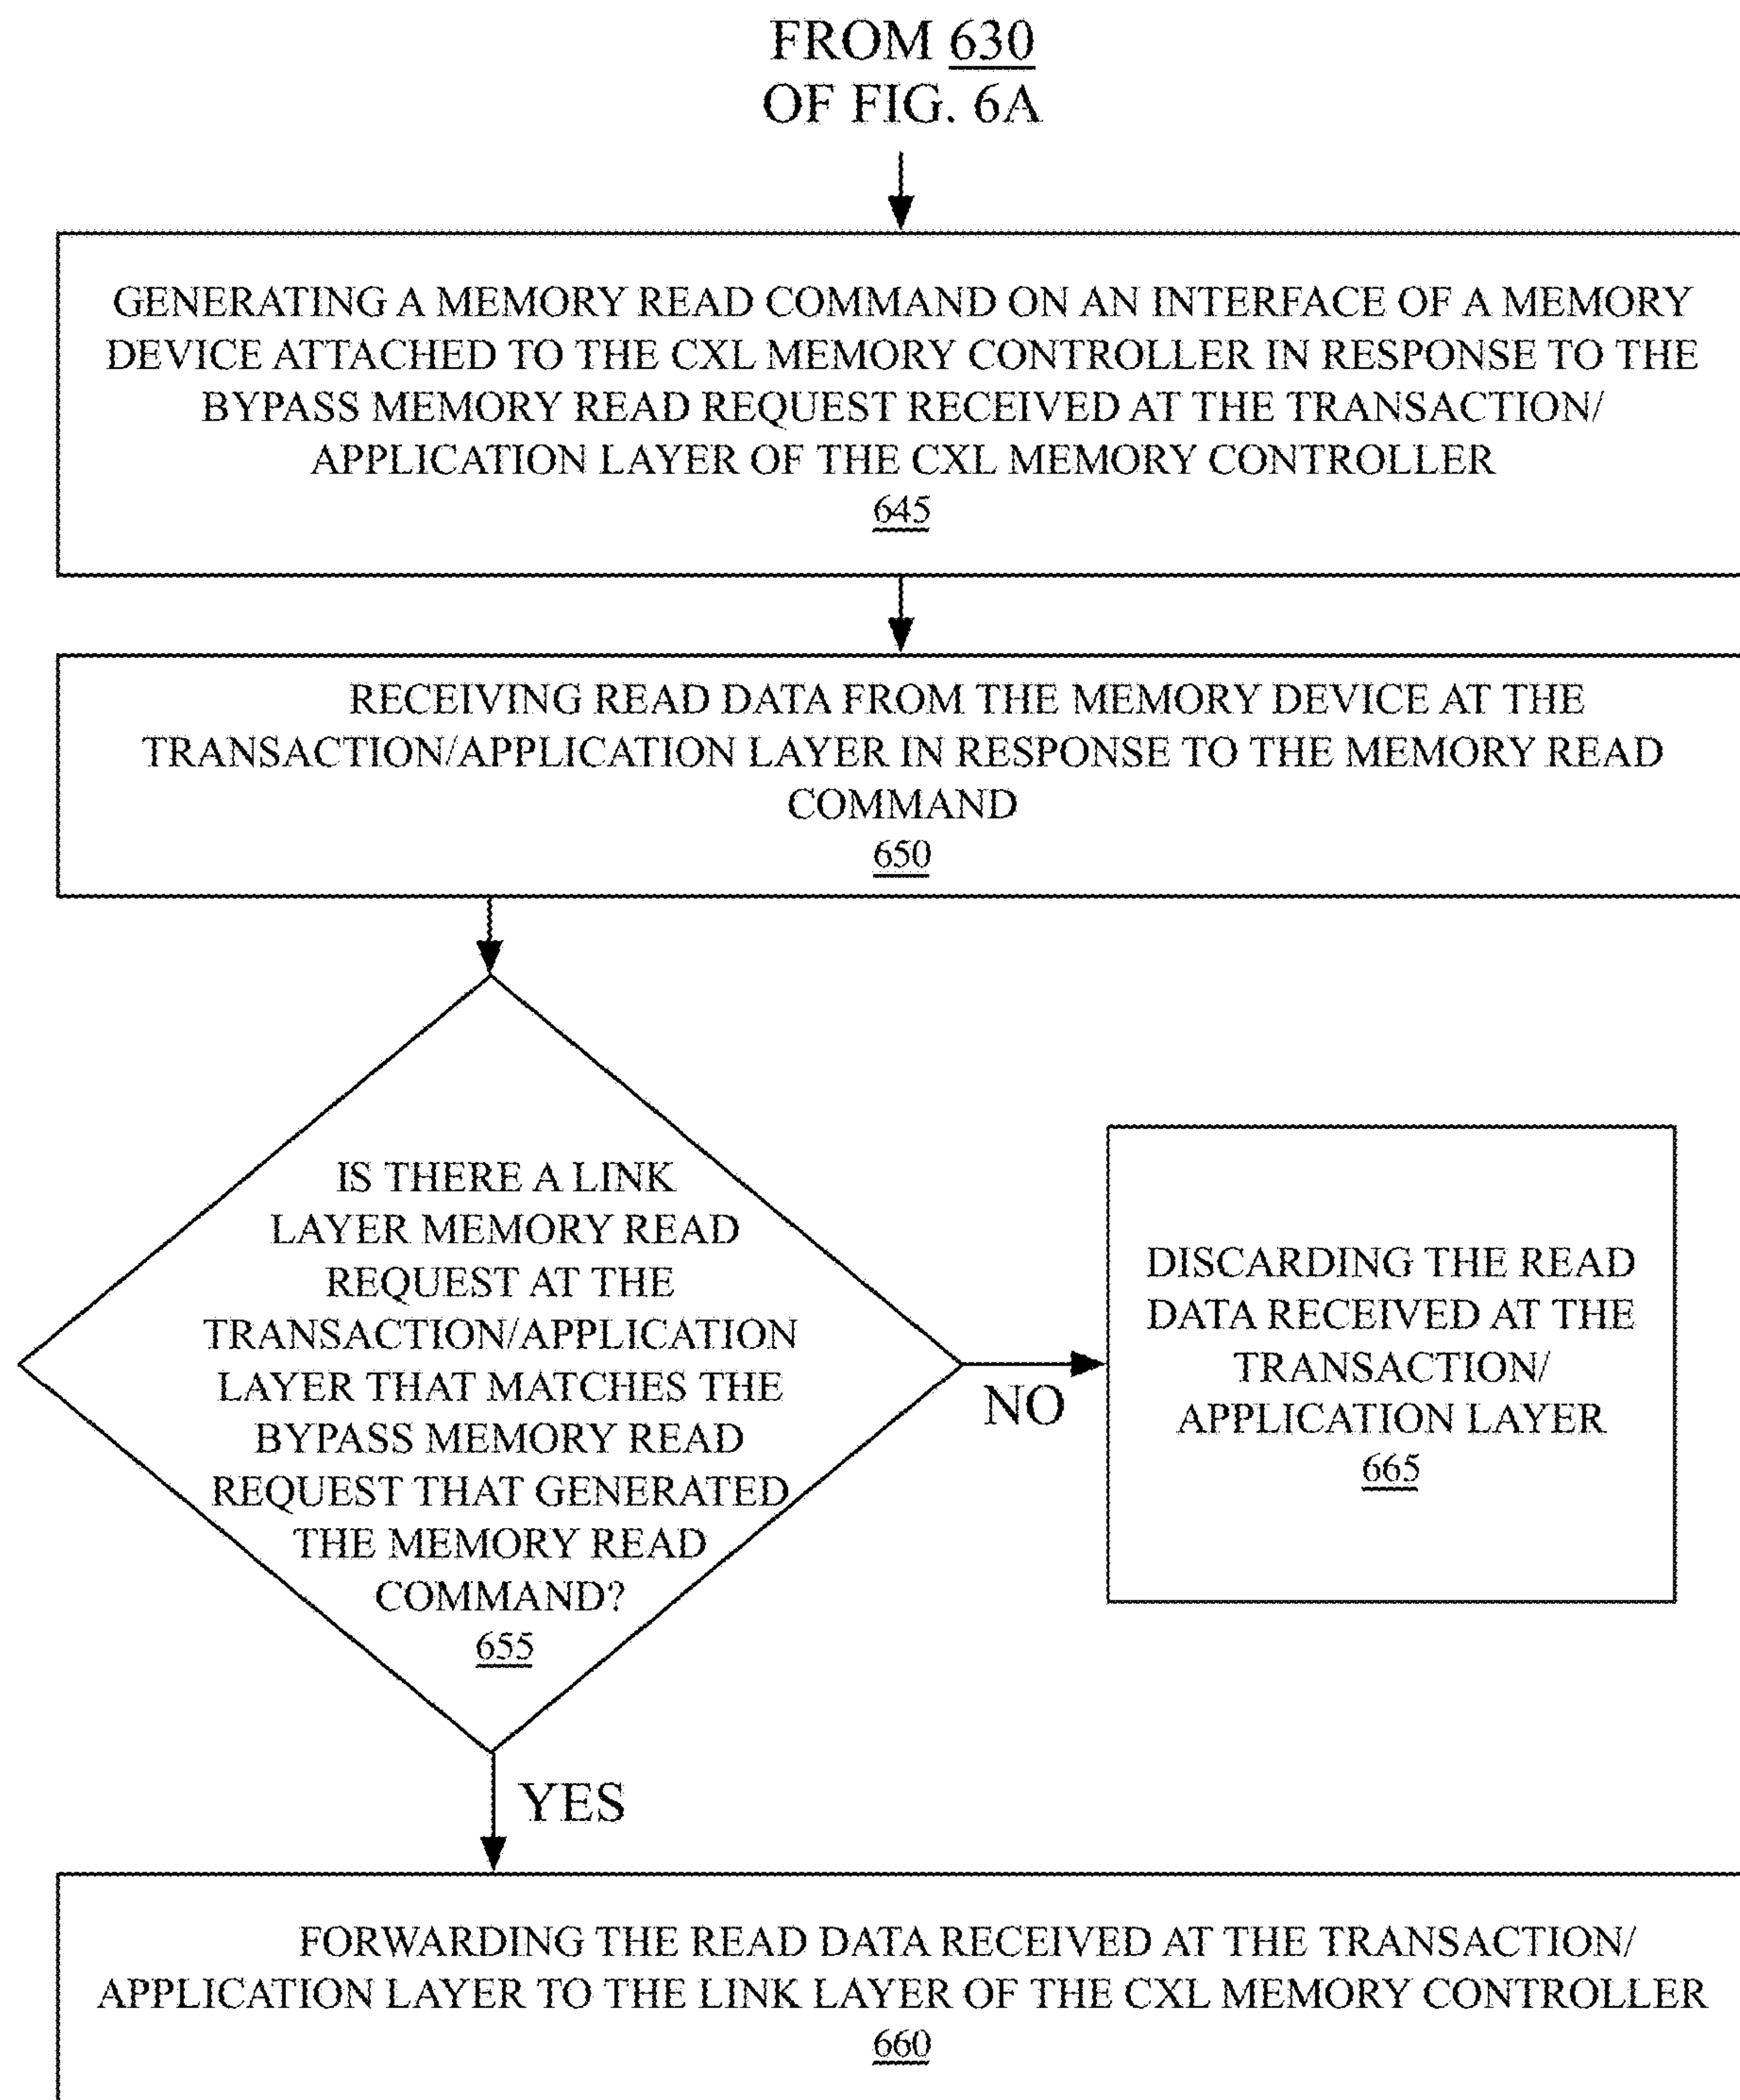 FROM 630
OF FIG. 6A
GENERATING A MEMORY READ COMMAND ON AN INTERFACE OF A MEMORY
DEVICE ATTACHED TO THE CXL MEMORY CONTROLLER IN RESPONSE TO THE
BYPASS MEMORY READ REQUEST RECEIVED AT THE TRANSACTION/
APPLICATION LAYER OF THE CXL MEMORY CONTROLLER
645
RECEIVING READ DATA FROM THE MEMORY DEVICE AT THE
TRANSACTION/APPLICATION LAYER IN RESPONSE TO THE MEMORY READ
COMMAND
650
IS THERE A LINK
LAYER MEMORY READ
REQUEST AT THE
TRANSACTION/APPLICATION
LAYER THAT MATCHES THE
BYPASS MEMORY READ
REQUEST THAT GENERATED
THE MEMORY READ
COMMAND?
655
NO
DISCARDING THE READ
DATA RECEIVED AT THE
TRANSACTION/
APPLICATION LAYER
665
YES
FORWARDING THE READ DATA RECEIVED AT THE TRANSACTION/
APPLICATION LAYER TO THE LINK LAYER OF THE CXL MEMORY CONTROLLER
660